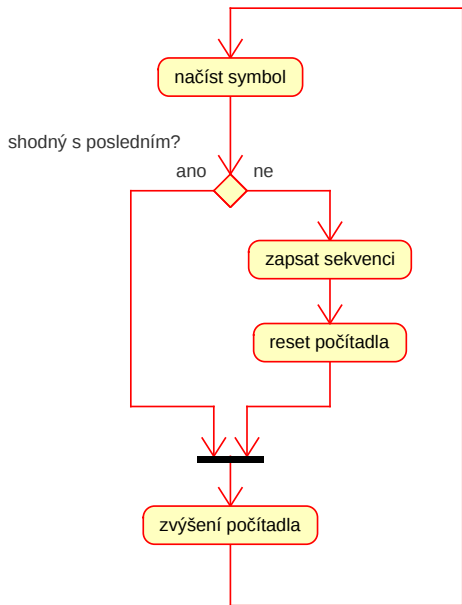 načíst symbol
shodný s posledním?
ano
ne
zapsat sekvenci
reset počítadla
zvýšení počítadla